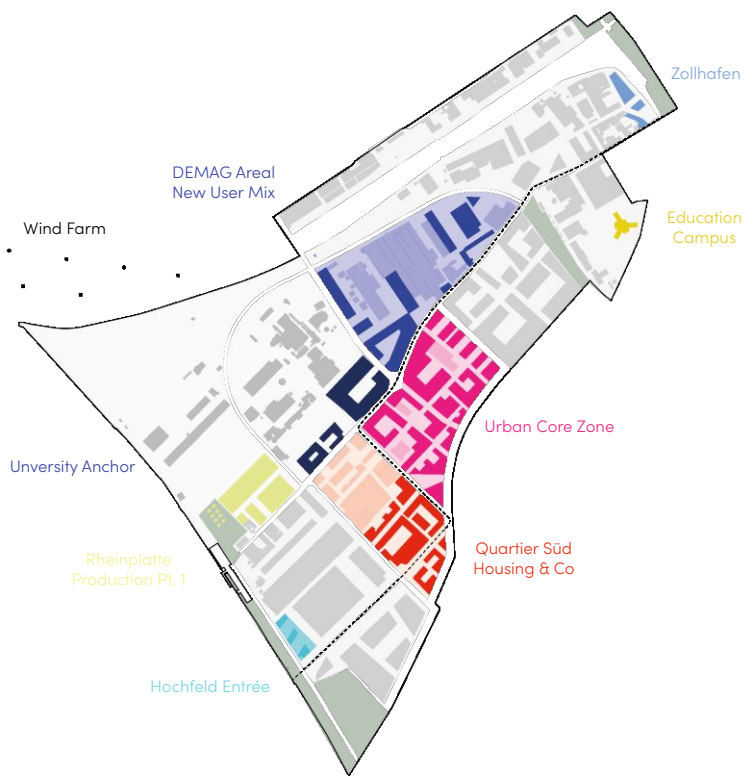 Zollhafen
DEMAG Areal
New User Mix
Wind Farm
Education
Campus
Urban Core Zone
Unversity Anchor
Quartier Süd
Housing & Co
Rheinplatte
Production Pt. 1
Hochfeld Entrée